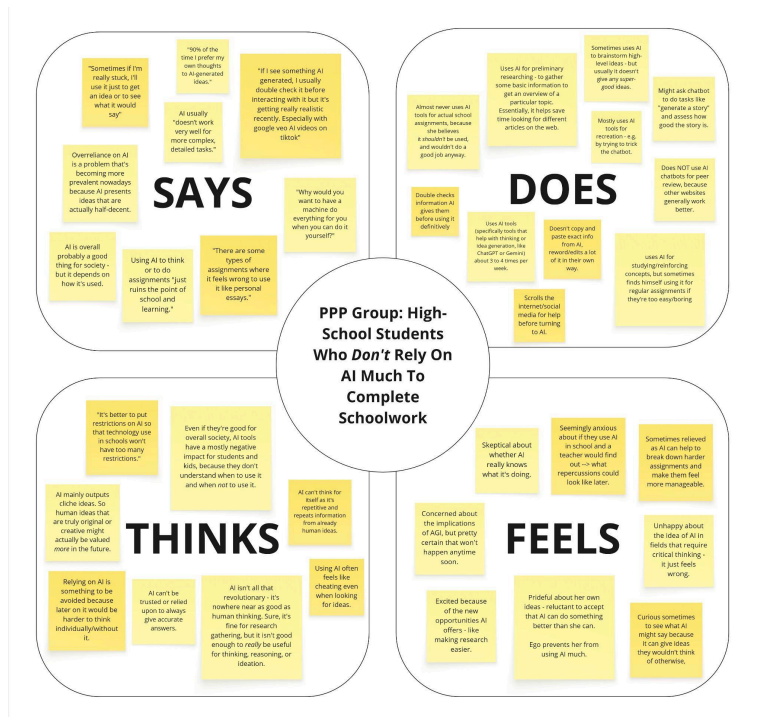 "Sometimes if I'm
really stuck, I'll
use it just to get
an idea or to see
what it would
say"
"90% of the
time I prefer my
own thoughts
to AI-generated
ideas."
"If I see something AI
generated, I usually
double check it before
interacting with it but it's
getting really realistic
recently. Especially with
google veo AI videos on
tiktok"
AI usually
"doesn't work
very well for
more complex,
detailed tasks."
Overreliance on AI
is a problem that's
becoming more
prevalent nowadays
because AI presents
ideas that are
actually half-decent.
SAYS
"Why would you
want to have a
machine do
everything for you
when you can do it
yourself?"
AI is overall
probably a good
thing for society -
but it depends on
how it's used.
Using AI to think
or to do
assignments "just
ruins the point of
school and
learning."
"There are some
types of
assignments where
it feels wrong to use
it like personal
essays."
Almost never uses AI
tools for actual school
assignments, because
she believes
it shouldn't be used,
and wouldn't do a
good job anyway.
Uses AI for preliminary
researching - to gather
some basic information
to get an overview of a
particular topic.
Essentially, it helps save
time looking for different
articles on the web.
Sometimes uses AI
to brainstorm high-
level ideas - but
usually it doesn't
give any super-
good ideas.
Might ask chatbot
to do tasks like
"generate a story"
and assess how
good the story is.
Mostly uses AI
tools for
recreation - e.g.
by trying to trick
the chatbot.
DOES
Does NOT use AI
chatbots for peer
review, because
other websites
generally work
better.
Double checks
information AI
gives them
before using it
definitively
Uses AI tools
(specifically tools that
help with thinking or
idea generation, like
ChatGPT or Gemini)
about 3 to 4 times per
week.
Doesn't copy and
paste exact info
from AI,
reword/edits a lot
of it in their own
way.
uses AI for
studying/reinforcing
concepts, but sometimes
finds himself using it for
regular assignments if
they're too easy/boring
Scrolls the
internet/social
media for help
before turning
to AI.
PPP Group: High-
School Students
Who Don't Rely On
AI Much To
Complete
Schoolwork
"It's better to put
restrictions on AI so
that technology use
in schools won't
have too many
restrictions."
Even if they're good for
overall society, AI tools
have a mostly negative
impact for students and
kids, because they don't
understand when to use it
and when not to use it.
AI mainly outputs
cliche ideas. So
human ideas that
are truly original or
creative might
actually be valued
more in the future.
AI can't think for
itself as it's
repetitive and
repeats information
from already
human ideas.
THINKS
Relying on AI is
something to be
avoided because
later on it would be
harder to think
individually/without
it.
AI can't be
trusted or relied
upon to always
give accurate
answers.
AI isn't all that
revolutionary - it's
nowhere near as good as
human thinking. Sure, it's
fine for research
gathering, but it isn't good
enough to really be useful
for thinking, reasoning, or
ideation.
Using AI often
feels like
cheating even
when looking
for ideas.
Skeptical about
whether AI
really knows
what it's doing.
Seemingly anxious
about if they use AI
in school and a
teacher would find
out --> what
repercussions could
look like later.
Sometimes relieved
as AI can help to
break down harder
assignments and
make them feel
more manageable.
Concerned about
the implications
of AGI, but pretty
certain that won't
happen anytime
soon.
FEELS
Unhappy about
the idea of AI in
fields that require
critical thinking -
it just feels
wrong.
Excited because
of the new
opportunities AI
offers - like
making research
easier.
Prideful about her own
ideas - reluctant to accept
that AI can do something
better than she can.
Ego prevents her from
using AI much.
Curious sometimes
to see what AI
might say because
it can give ideas
they wouldn't think
of otherwise,